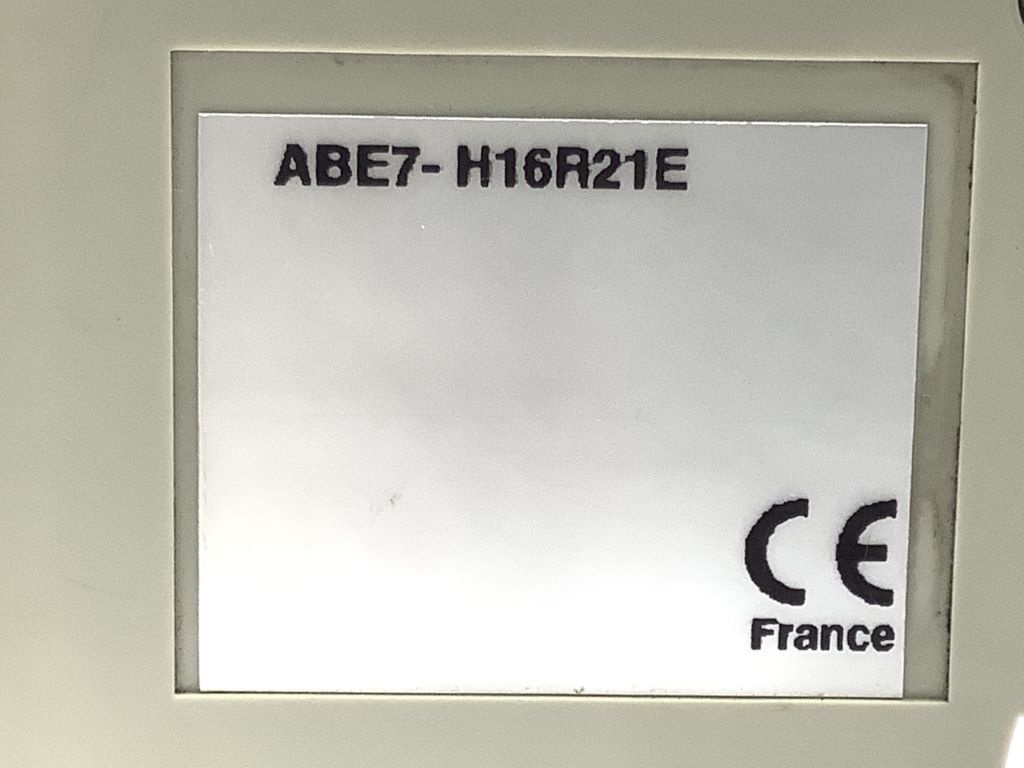 ABE7- H16R21E
CE
France